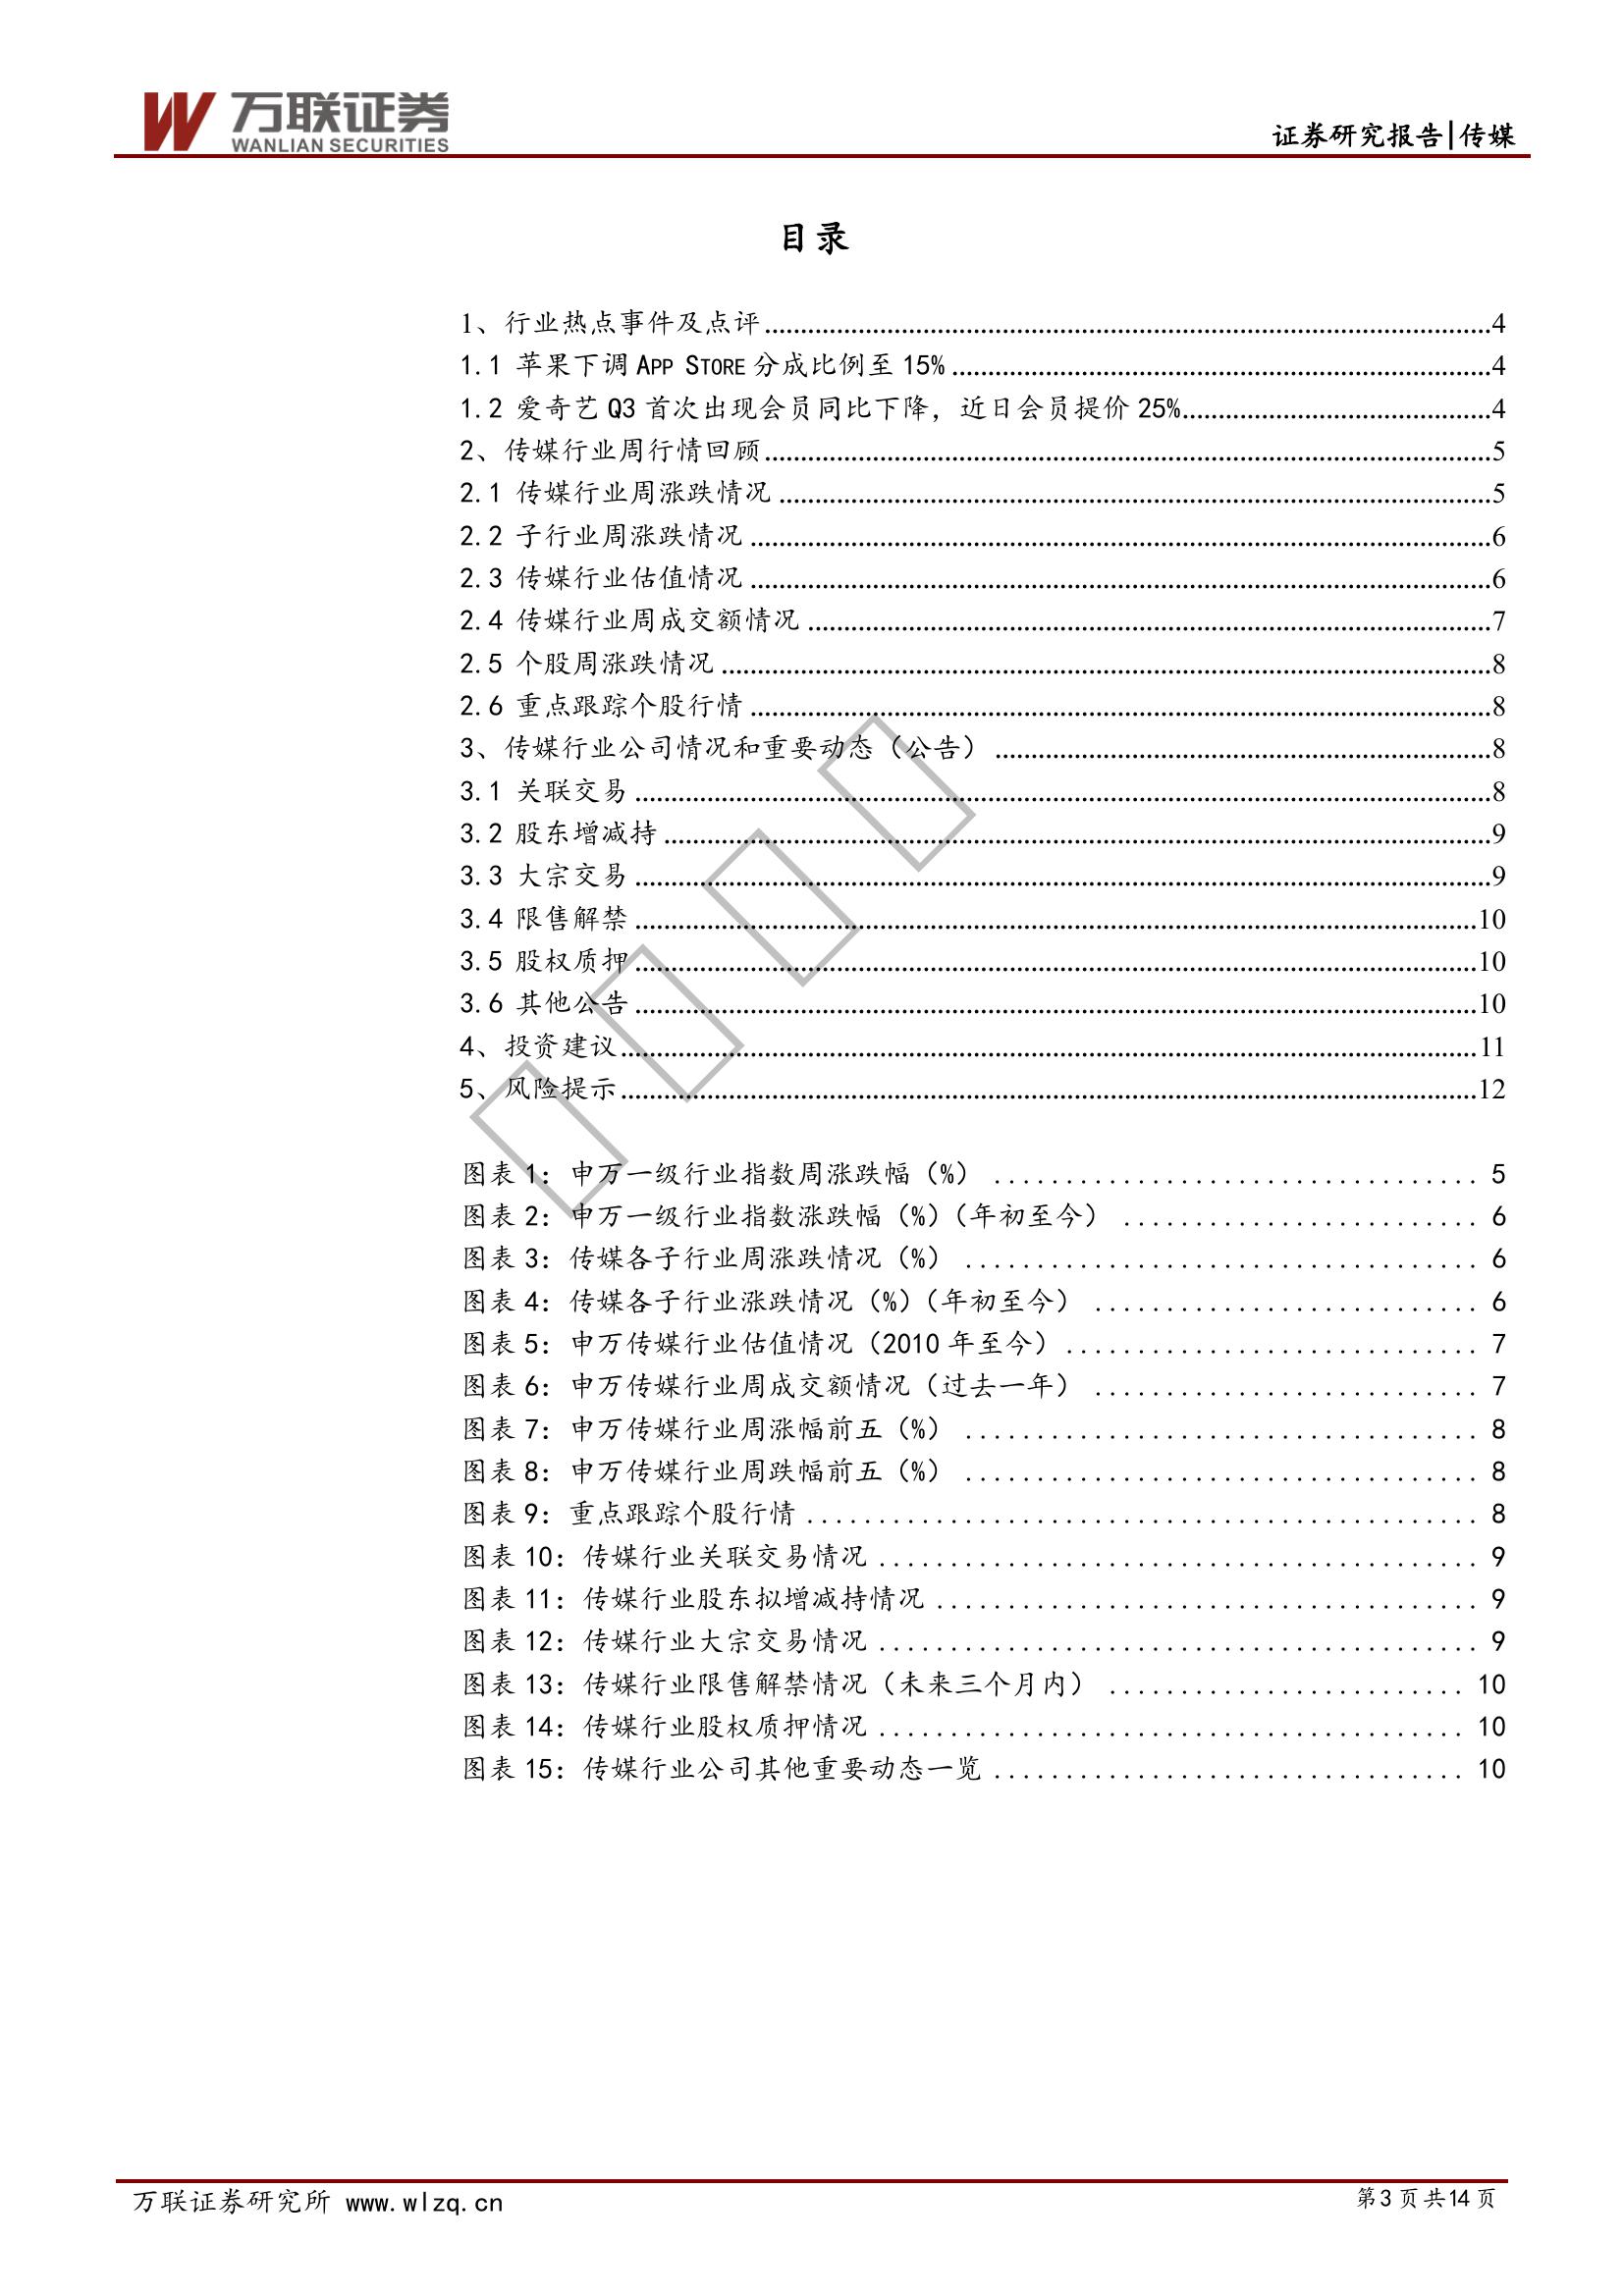 万联证券
WANLIAN SECURITIES
证券研究报告|传媒
目录
1、行业热点事件及点评................4
1.1 苹果下调 APP STORE 分成比例至 15%................4
1.2 爱奇艺 Q3 首次出现会员同比下降，近日会员提价 25%................4
2、传媒行业周行情回顾................5
2.1 传媒行业周涨跌情况................5
2.2 子行业周涨跌情况................6
2.3 传媒行业估值情况................6
2.4 传媒行业周成交额情况................7
2.5 个股周涨跌情况................8
2.6 重点跟踪个股行情................8
3、传媒行业公司情况和重要动态（公告）................8
3.1 关联交易................8
3.2 股东增减持................9
3.3 大宗交易................9
3.4 限售解禁................10
3.5 股权质押................10
3.6 其他公告................10
4、投资建议................11
5、风险提示................12
图表 1：申万一级行业指数周涨跌幅（%）................5
图表 2：申万一级行业指数涨跌幅（%）（年初至今）................6
图表 3：传媒各子行业周涨跌情况（%）................6
图表 4：传媒各子行业涨跌情况（%）（年初至今）................6
图表 5：申万传媒行业估值情况（2010 年至今）................7
图表 6：申万传媒行业周成交额情况（过去一年）................7
图表 7：申万传媒行业周涨幅前五（%）................8
图表 8：申万传媒行业周跌幅前五（%）................8
图表 9：重点跟踪个股行情................8
图表 10：传媒行业关联交易情况................9
图表 11：传媒行业股东拟增减持情况................9
图表 12：传媒行业大宗交易情况................9
图表 13：传媒行业限售解禁情况（未来三个月内）................10
图表 14：传媒行业股权质押情况................10
图表 15：传媒行业公司其他重要动态一览................10
万联证券研究所 www.wlzq.cn
第3页共14页